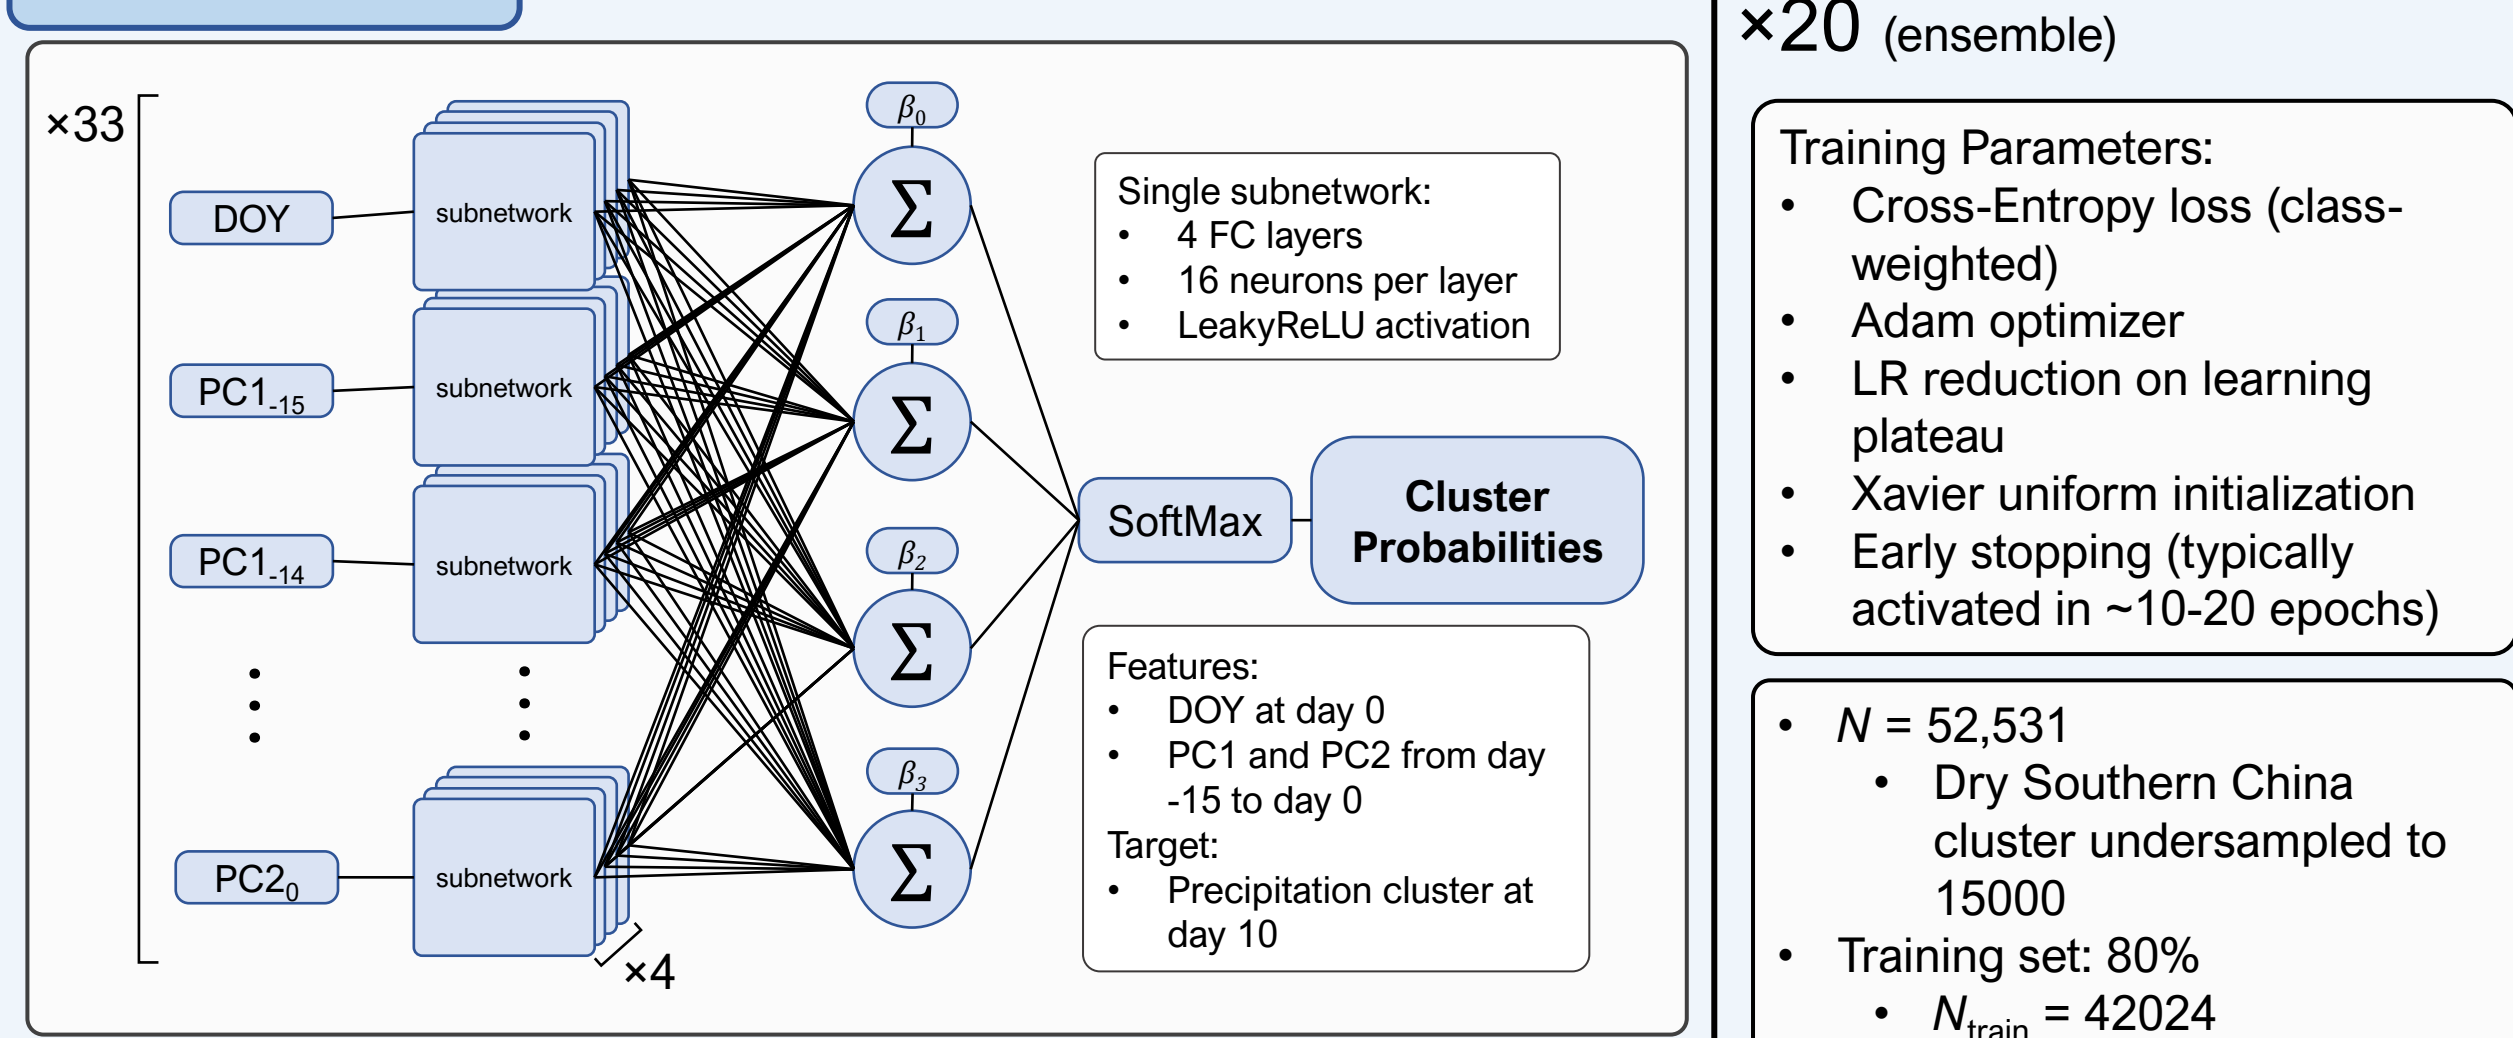 ×33
DOY
PC1-15
PC1-14
PC20
subnetwork
subnetwork
subnetwork
subnetwork
×4
β0
Σ
β1
Σ
β2
Σ
β3
Σ
Single subnetwork:
• 4 FC layers
• 16 neurons per layer
• LeakyReLU activation
SoftMax
Cluster
Probabilities
Features:
• DOY at day 0
• PC1 and PC2 from day
-15 to day 0
Target:
• Precipitation cluster at
day 10
×20 (ensemble)
Training Parameters:
• Cross-Entropy loss (class-
weighted)
• Adam optimizer
• LR reduction on learning
plateau
• Xavier uniform initialization
• Early stopping (typically
activated in ~10-20 epochs)
• N = 52,531
• Dry Southern China
cluster undersampled to
15000
• Training set: 80%
• Ntrain = 42024